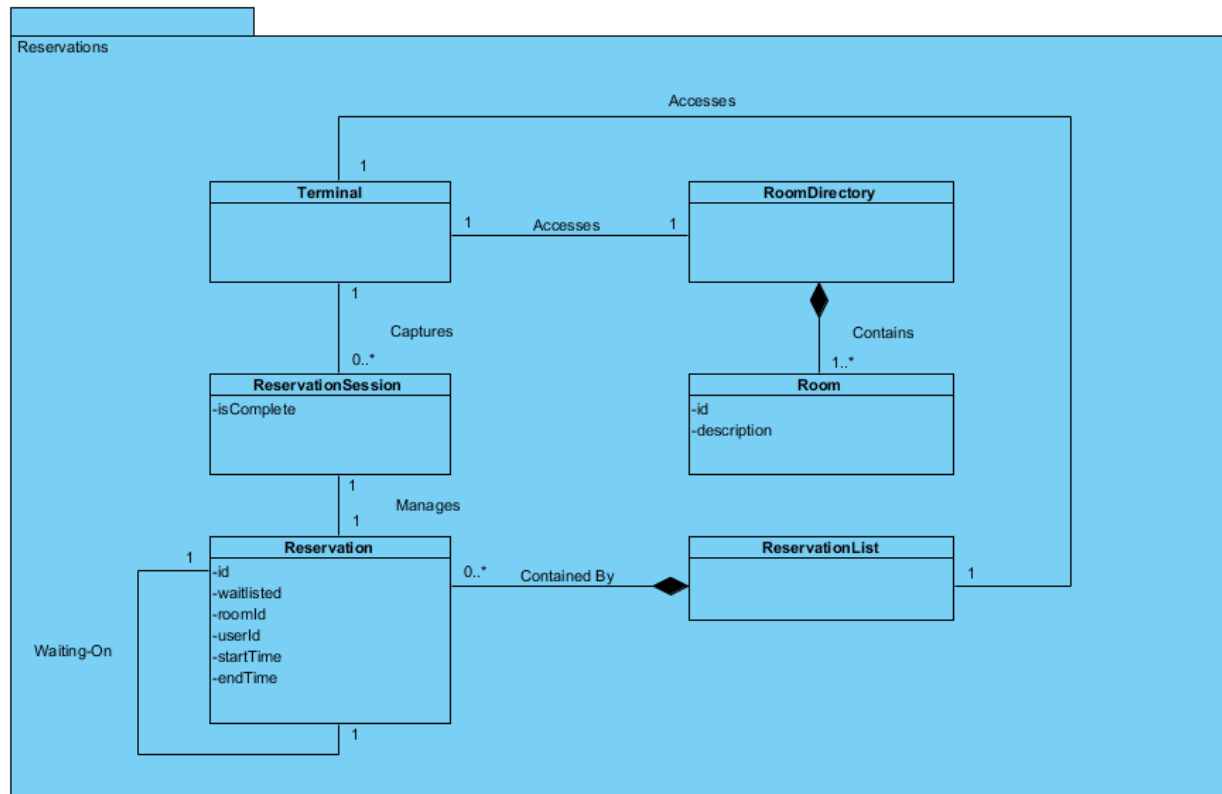 Reservations
Accesses
1
Terminal
RoomDirectory
1
Accesses
1
1
Captures
Contains
0..*
1..*
ReservationSession
Room
-isComplete
-id
-description
1
Manages
1
1
Reservation
ReservationList
-id
0..*
Contained By
1
-waitlisted
-roomId
-userId
Waiting-On
-startTime
-endTime
1